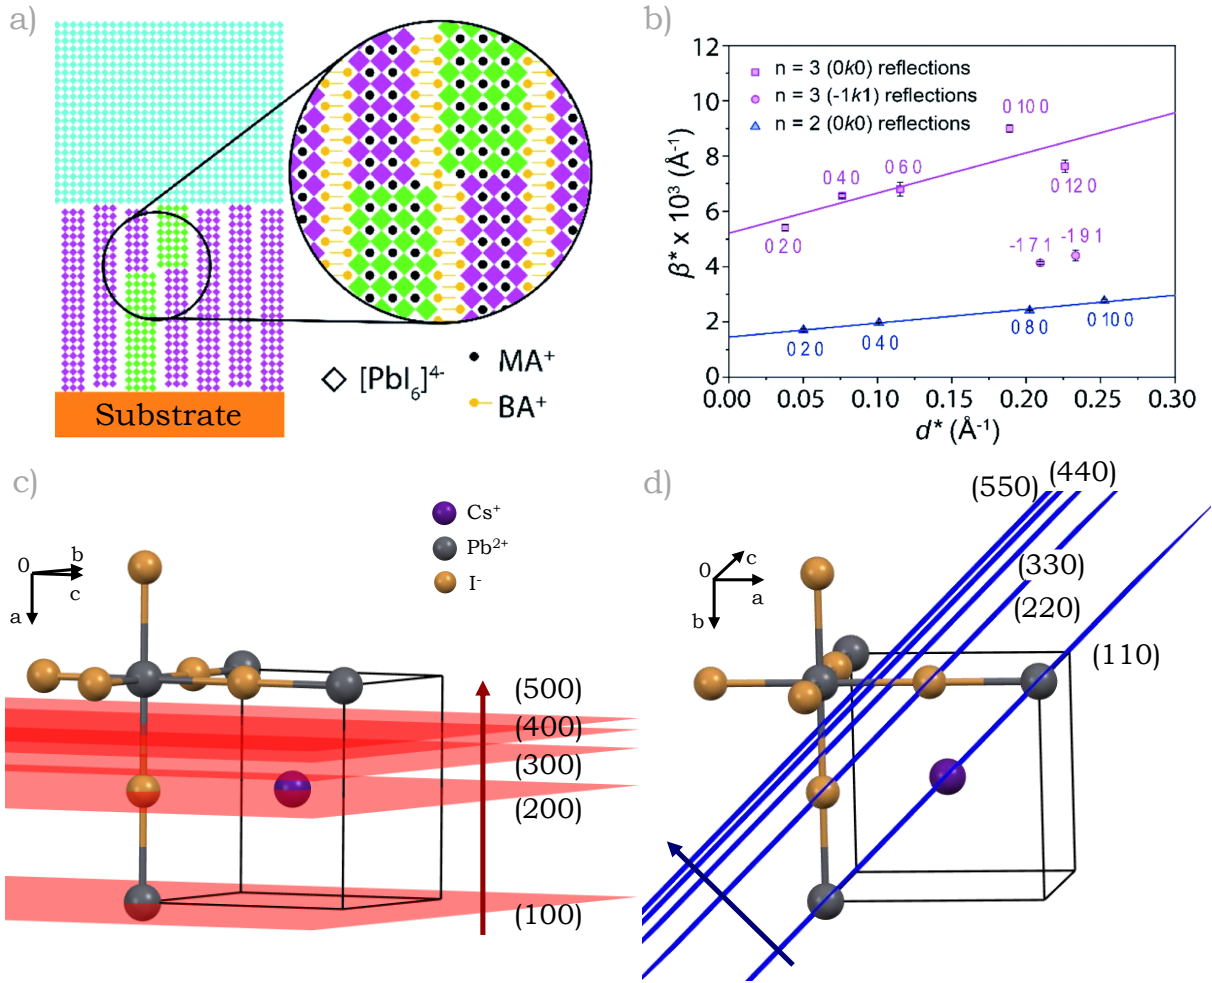 a)
Substrate
[PbI6]4-
MA+
BA+
b)
12
10
8
6
4
2
0
β* x 10³ (Å-1)
n = 3 (0k0) reflections
n = 3 (-1k1) reflections
n = 2 (0k0) reflections
0 10 0
0 4 0
0 6 0
0 12 0
0 2 0
-1 7 1
-1 9 1
0 2 0
0 4 0
0 8 0
0 10 0
0.00 0.05 0.10 0.15 0.20 0.25 0.30
d* (Å-1)
c)
0
b
c
a
Cs+
Pb2+
I-
(500)
(400)
(300)
(200)
(100)
d)
0
c
a
b
(550)
(440)
(330)
(220)
(110)